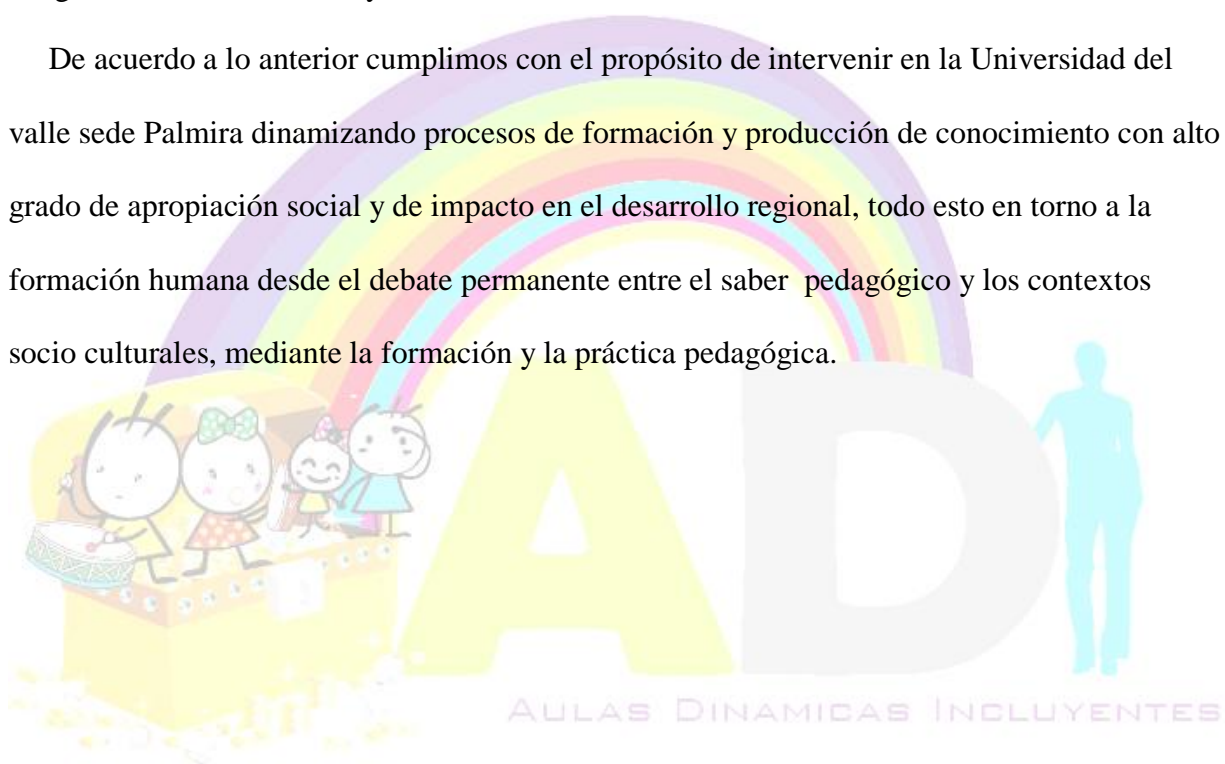 De acuerdo a lo anterior cumplimos con el propósito de intervenir en la Universidad del
valle sede Palmira dinamizando procesos de formación y producción de conocimiento con alto
grado de apropiación social y de impacto en el desarrollo regional, todo esto en torno a la
formación humana desde el debate permanente entre el saber pedagógico y los contextos
socio culturales, mediante la formación y la práctica pedagógica.
AD
AULAS DINAMICAS INCLUYENTES